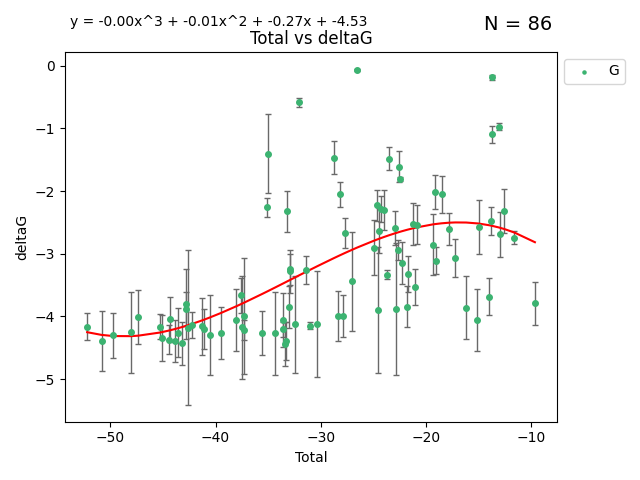 y = -0.00x^3 + -0.01x^2 + -0.27x + -4.53
N = 86
Total vs deltaG
G
deltaG
0
−1
−2
−3
−4
−5
−50
−40
−30
−20
−10
Total